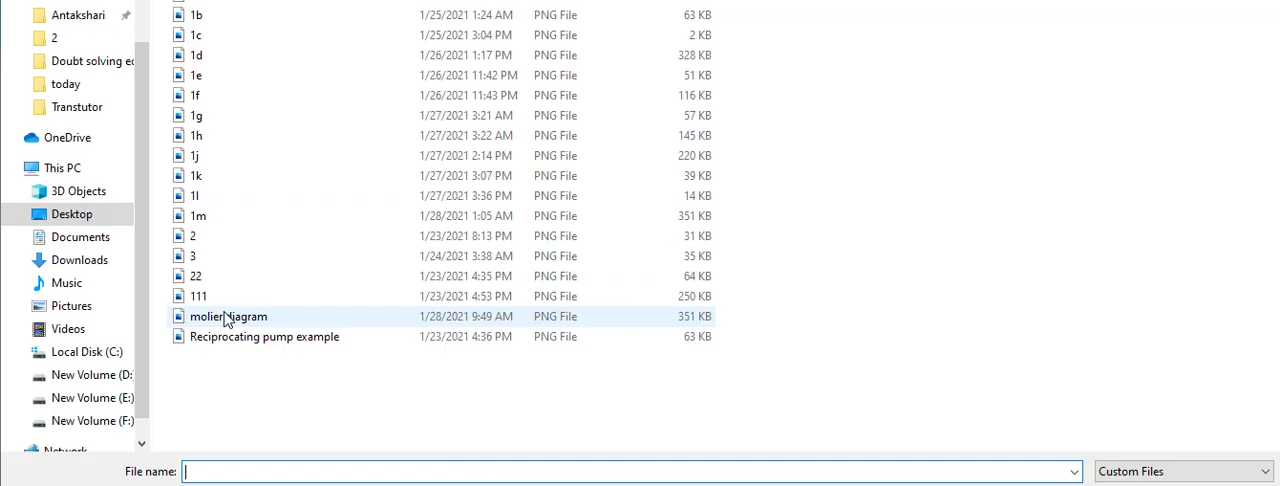 Antakshari
2
Doubt solving ec
today
Transtutor
OneDrive
This PC
3D Objects
Desktop
Documents
Downloads
Music
Pictures
Videos
Local Disk (C:)
New Volume (D:
New Volume (E:)
New Volume (F:)
Network
1b 1/25/2021 1:24 AM PNG File 63 KB
1c 1/25/2021 3:04 PM PNG File 2 KB
1d 1/26/2021 1:17 PM PNG File 328 KB
1e 1/26/2021 11:42 PM PNG File 51 KB
1f 1/26/2021 11:43 PM PNG File 116 KB
1g 1/27/2021 3:21 AM PNG File 57 KB
1h 1/27/2021 3:22 AM PNG File 145 KB
1j 1/27/2021 2:14 PM PNG File 220 KB
1k 1/27/2021 3:07 PM PNG File 39 KB
1l 1/27/2021 3:36 PM PNG File 14 KB
1m 1/28/2021 1:05 AM PNG File 351 KB
2 1/23/2021 8:13 PM PNG File 31 KB
3 1/24/2021 3:38 AM PNG File 35 KB
22 1/23/2021 4:35 PM PNG File 64 KB
111 1/23/2021 4:53 PM PNG File 250 KB
molier diagram 1/28/2021 9:49 AM PNG File 351 KB
Reciprocating pump example 1/23/2021 4:36 PM PNG File 63 KB
File name:
Custom Files